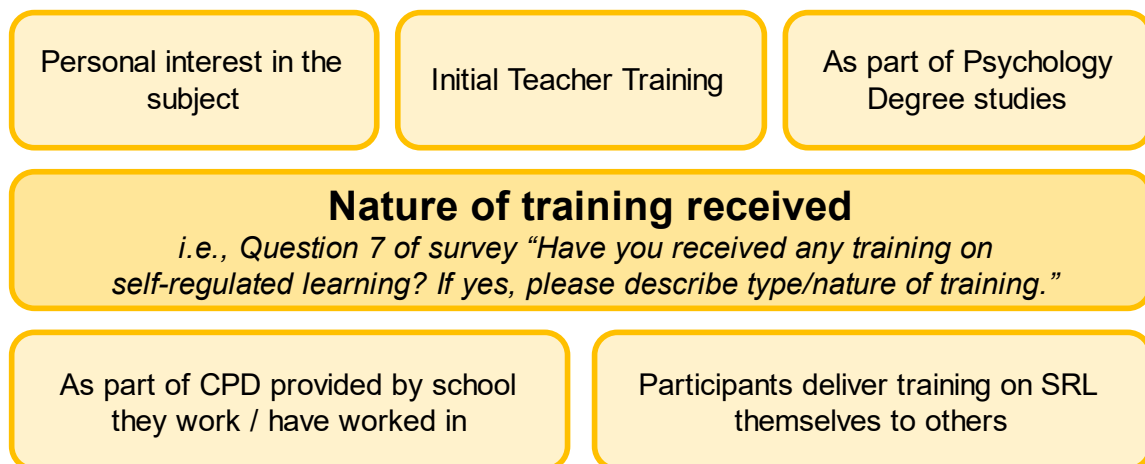 Personal interest in the
subject
Initial Teacher Training
As part of Psychology
Degree studies
Nature of training received
i.e., Question 7 of survey “Have you received any training on
self-regulated learning? If yes, please describe type/nature of training.”
As part of CPD provided by school
they work / have worked in
Participants deliver training on SRL
themselves to others